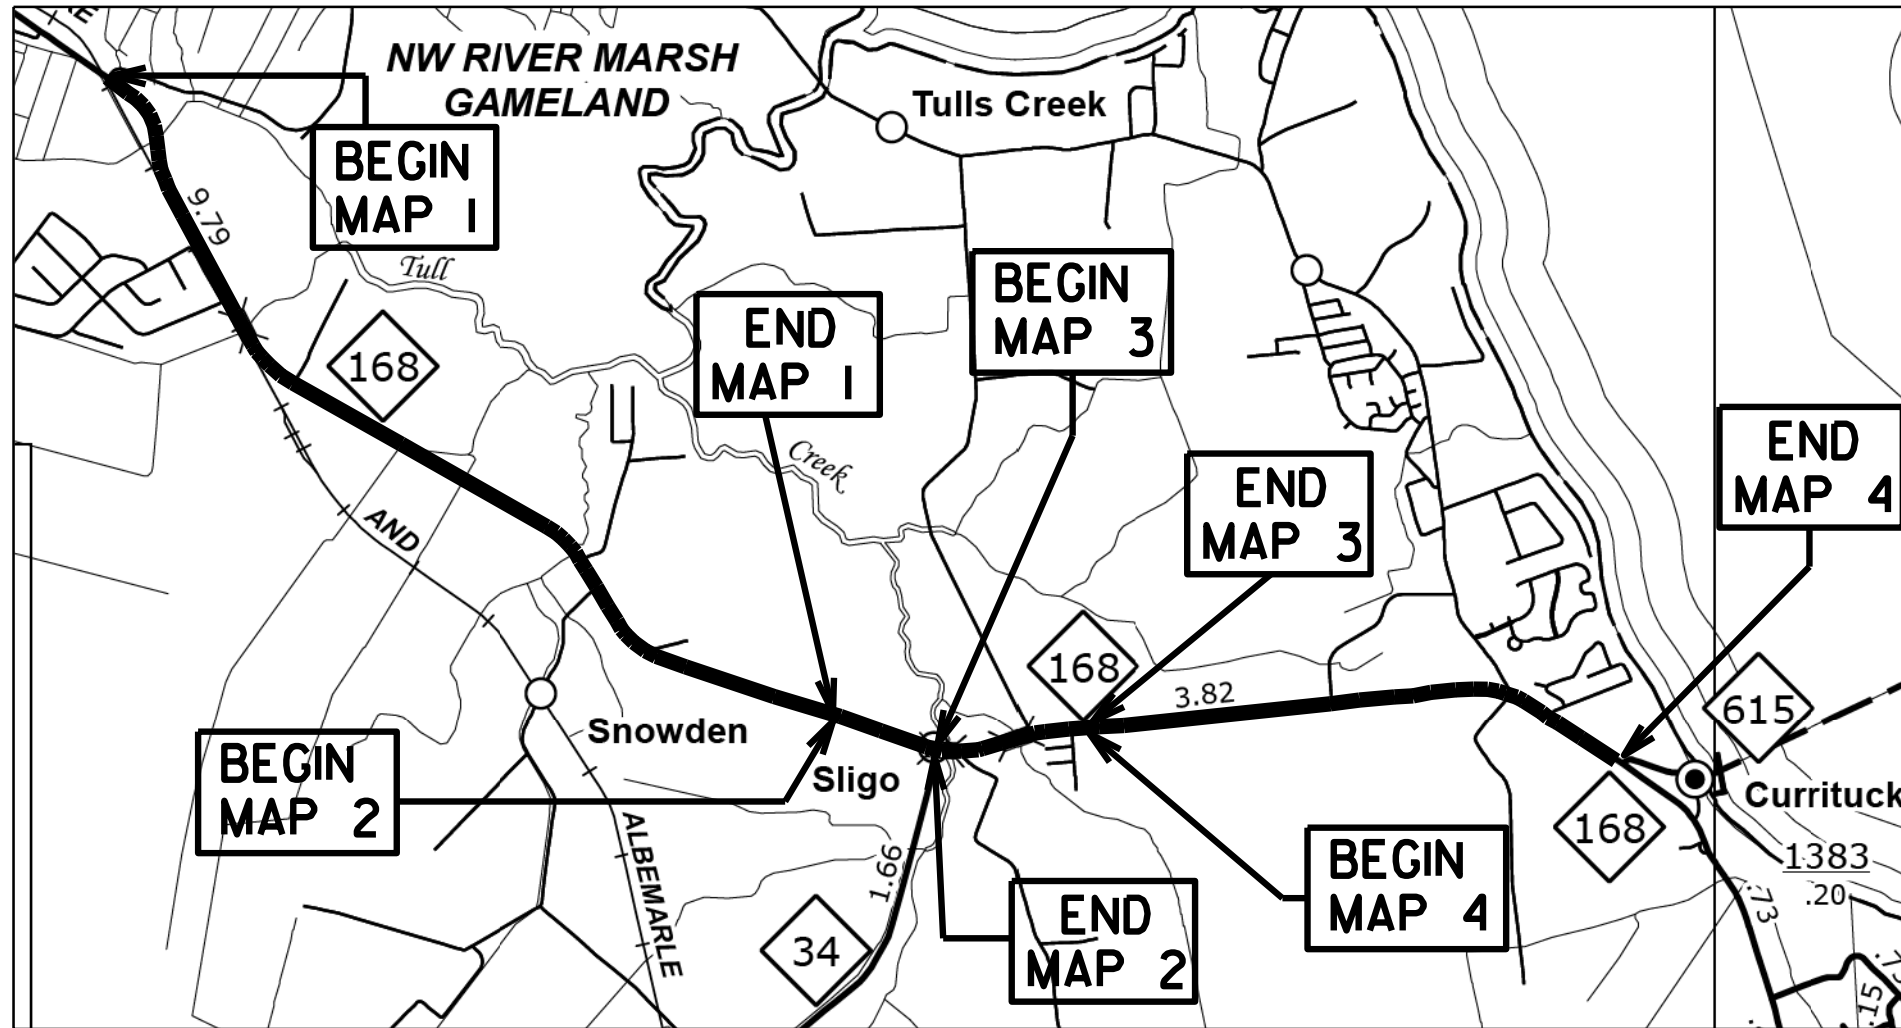 NW RIVER MARSH
GAMELAND
Tulls Creek
BEGIN
MAP 1
9.79
Tull
BEGIN
MAP 3
END
MAP 1
168
END
MAP 4
Creek
END
MAP 3
AND
168
3.82
615
Snowden
BEGIN
MAP 2
Sligo
Currituck
168
ALBEMARLE
1.66
BEGIN
MAP 4
1383
.20
.73
END
MAP 2
34
.15